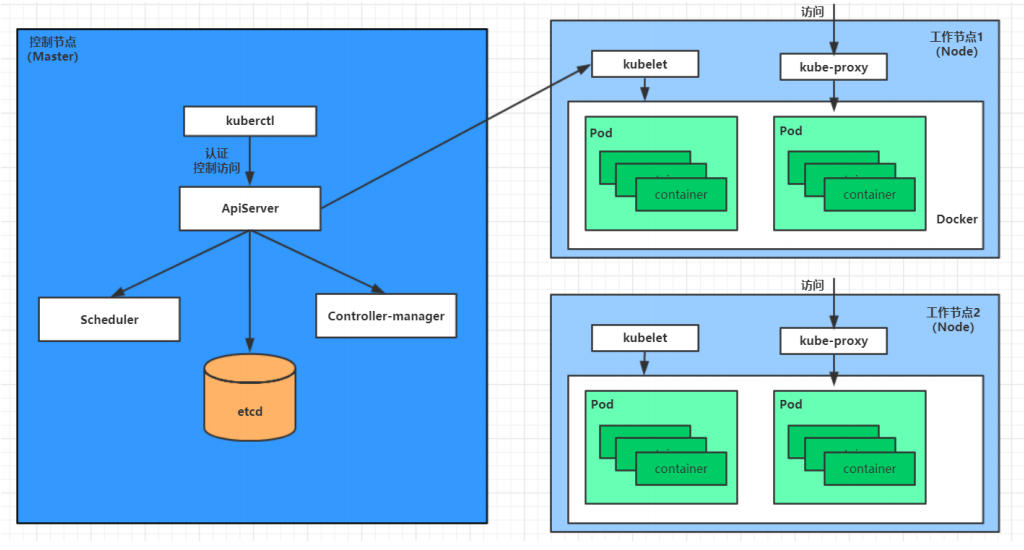 控制节点
(Master)
kuberctl
认证
控制访问
ApiServer
Scheduler
Controller-manager
etcd
访问
工作节点1
(Node)
kubelet
kube-proxy
Pod
container
Pod
container
Docker
访问
工作节点2
(Node)
kubelet
kube-proxy
Pod
container
Pod
container